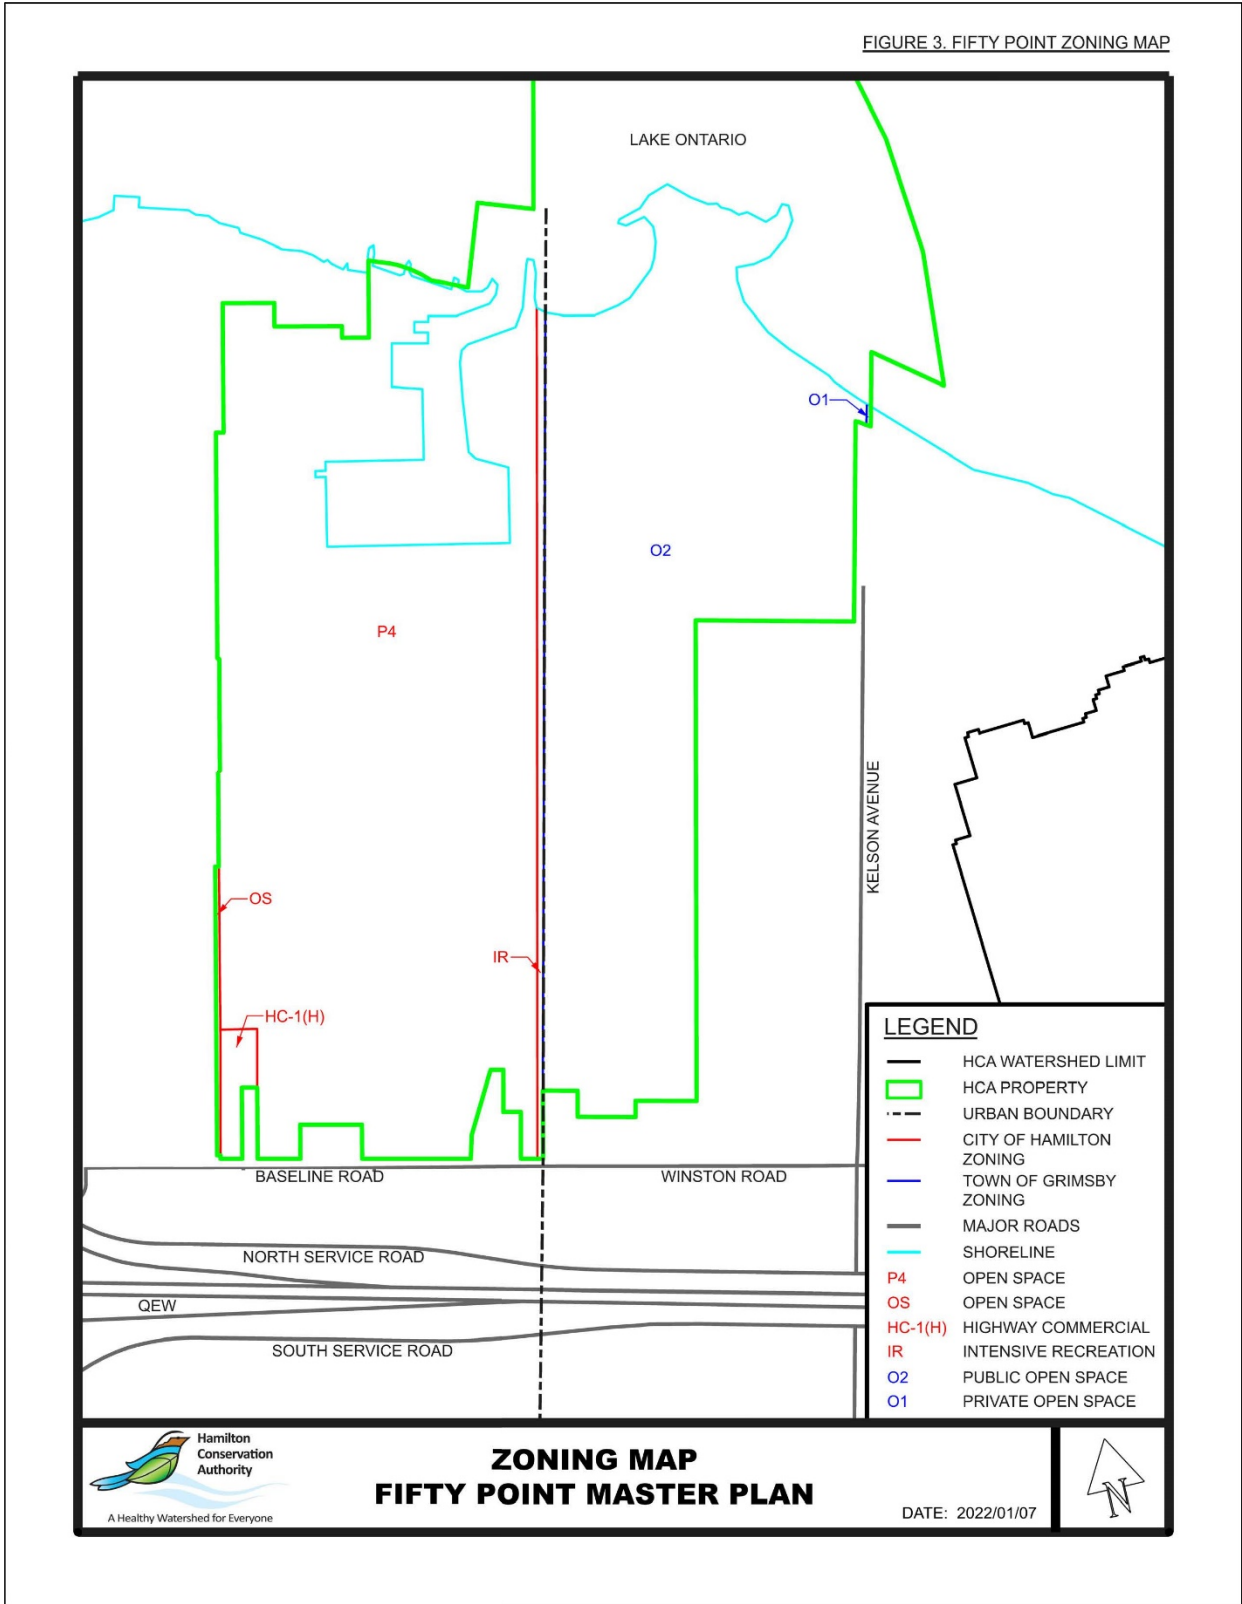 FIGURE 3. FIFTY POINT ZONING MAP
LAKE ONTARIO
O1
O2
P4
KELSON AVENUE
OS
IR
HC-1(H)
LEGEND
HCA WATERSHED LIMIT
HCA PROPERTY
URBAN BOUNDARY
CITY OF HAMILTON
ZONING
TOWN OF GRIMSBY
ZONING
MAJOR ROADS
SHORELINE
P4 OPEN SPACE
OS OPEN SPACE
HC-1(H) HIGHWAY COMMERCIAL
IR INTENSIVE RECREATION
O2 PUBLIC OPEN SPACE
O1 PRIVATE OPEN SPACE
BASELINE ROAD
WINSTON ROAD
NORTH SERVICE ROAD
QEW
SOUTH SERVICE ROAD
Hamilton
Conservation
Authority
A Healthy Watershed for Everyone
ZONING MAP
FIFTY POINT MASTER PLAN
DATE: 2022/01/07
N